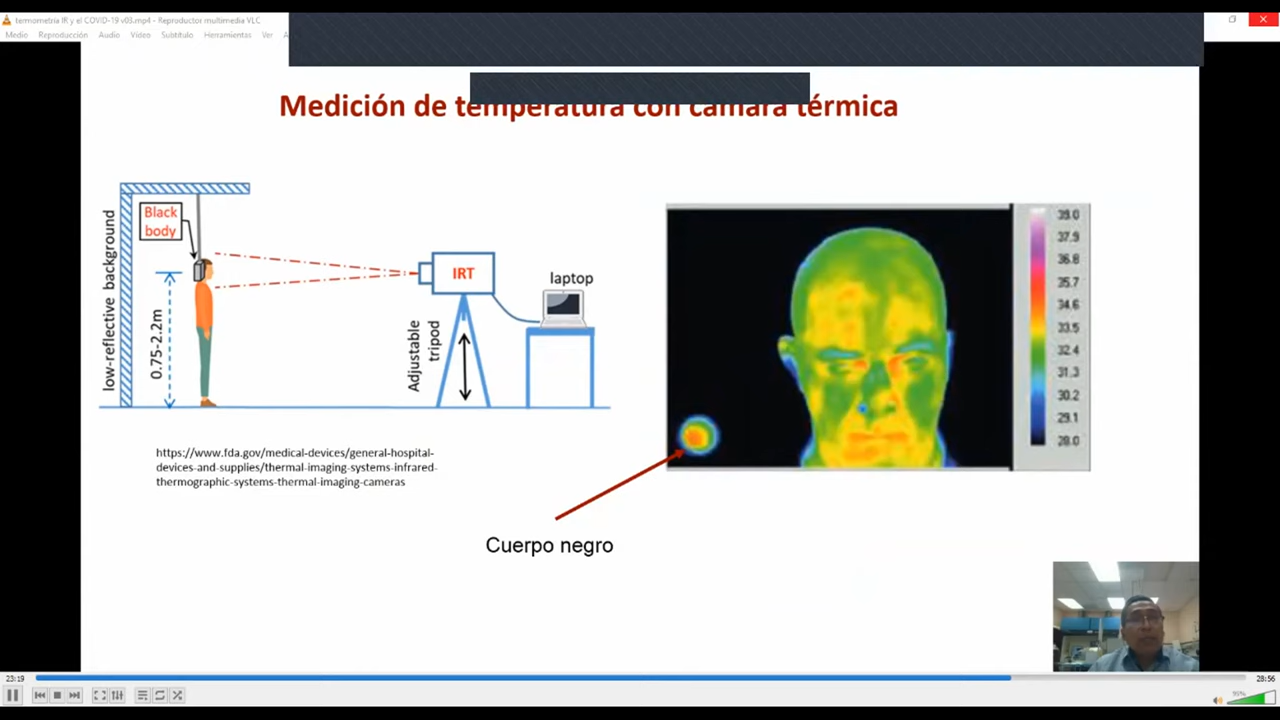 termometria IR y el COVID-19 v03.mp4 - Reproductor multimedia VLC
Medio Reproducción Audio Vídeo Subtítulo Herramientas Ver
Medición de temperatura con cámara térmica
low-reflective background
Black
body
0.75-2.2m
IRT
Adjustable
tripod
laptop
https://www.fda.gov/medical-devices/general-hospital-
devices-and-supplies/thermal-imaging-systems-infrared-
thermographic-systems-thermal-imaging-cameras
39.0
37.9
36.8
35.7
34.6
33.5
32.4
31.3
30.2
29.1
28.0
Cuerpo negro
23:19
28:56